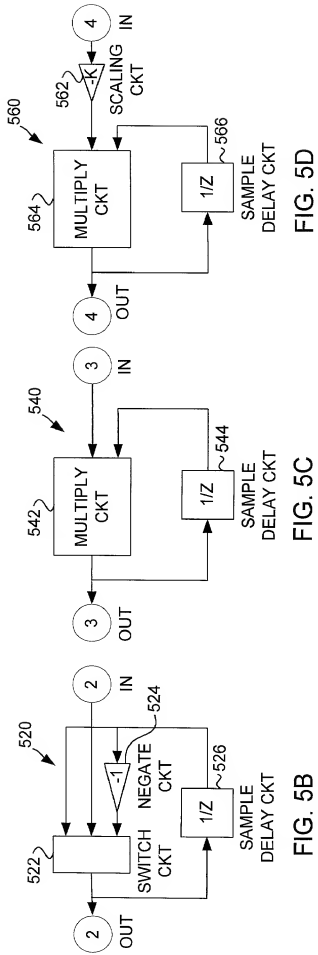 520
522
2
OUT
SWITCH
CKT
-1
524
NEGATE
CKT
2
IN
1/Z
526
SAMPLE
DELAY CKT
FIG. 5B
540
542
3
OUT
MULTIPLY
CKT
3
IN
1/Z
544
SAMPLE
DELAY CKT
FIG. 5C
560
564
4
OUT
MULTIPLY
CKT
562
-K
SCALING
CKT
4
IN
1/Z
566
SAMPLE
DELAY CKT
FIG. 5D